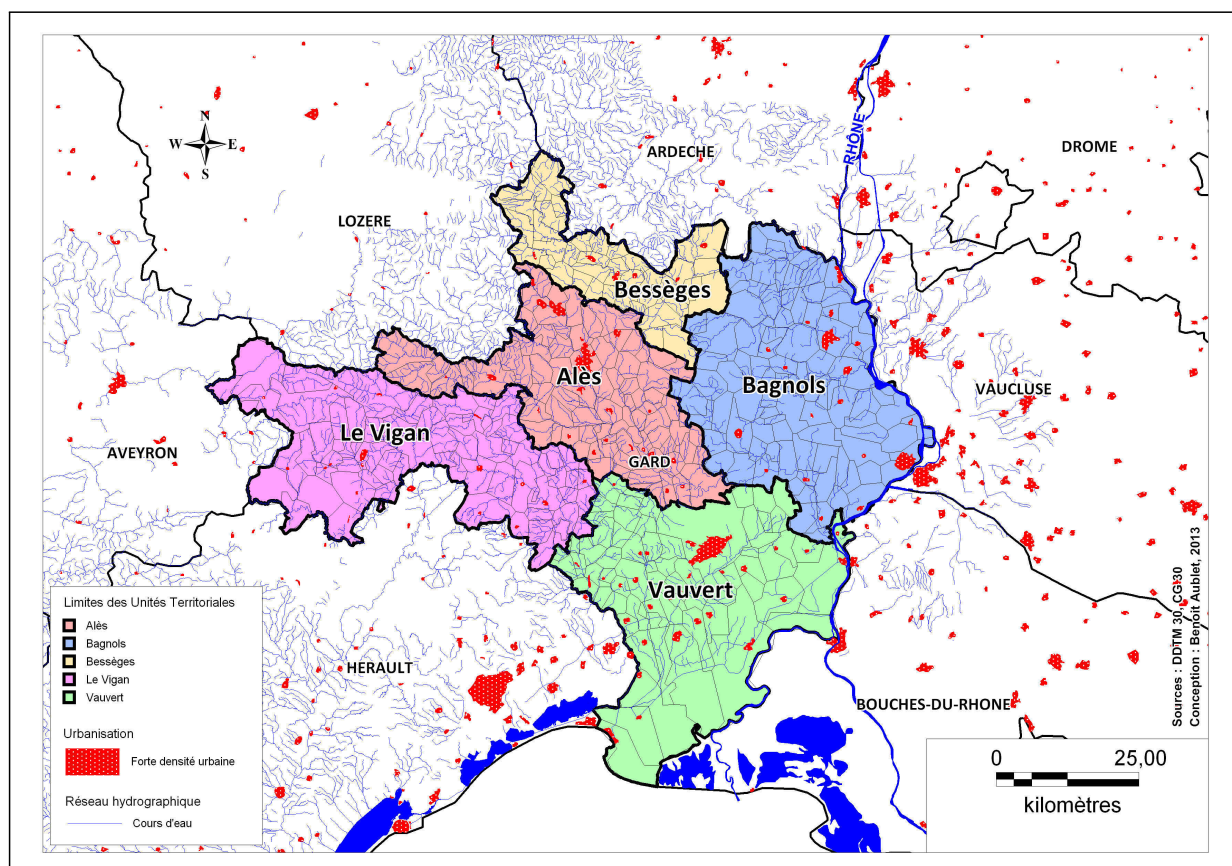 N
W E
S
ARDECHE
DROME
RHÔNE
LOZERE
Bessèges
Alès
Bagnols
VAUCLUSE
Le Vigan
AVEYRON
GARD
Vauvert
HERAULT
BOUCHES-DU-RHONE
Limites des Unités Territoriales
Alès
Bagnols
Bessèges
Le Vigan
Vauvert
Urbanisation
Forte densité urbaine
Réseau hydrographique
Cours d'eau
0 25,00
kilomètres
Sources : DDTM 30, CG 30
Conception : Benoit Aublet, 2013